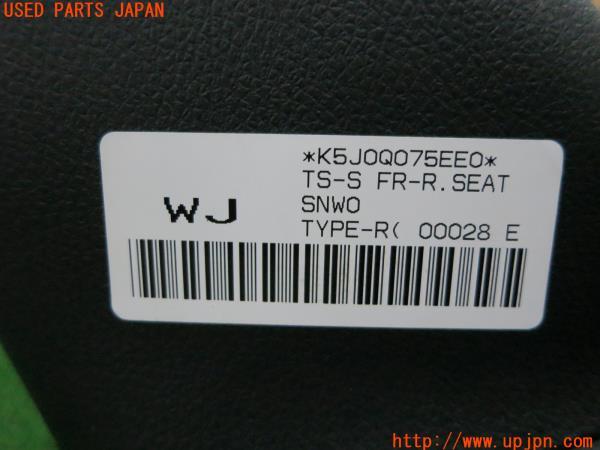 USED PARTS JAPAN
*K5J0Q075EE0*
TS-S FR-R.SEAT
WJ
SNW0
TYPE-R( 00028 E
http://www.upjpn.com/